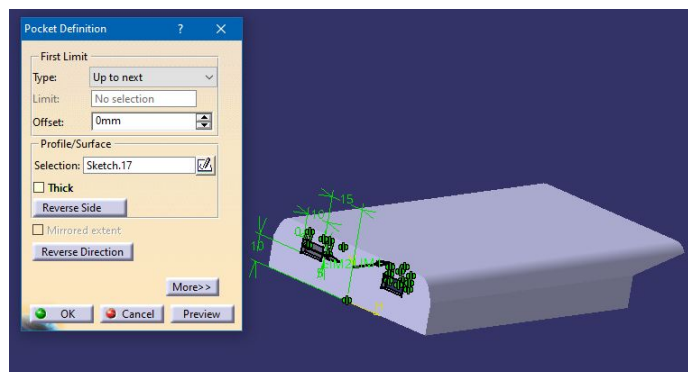 Pocket Definition ? ×
First Limit
Type: Up to next
Limit: No selection
Offset: 0mm
Profile/Surface
Selection: Sketch.17
Thick
Reverse Side
Mirrored extent
Reverse Direction
More>>
OK Cancel Preview
15
10
10